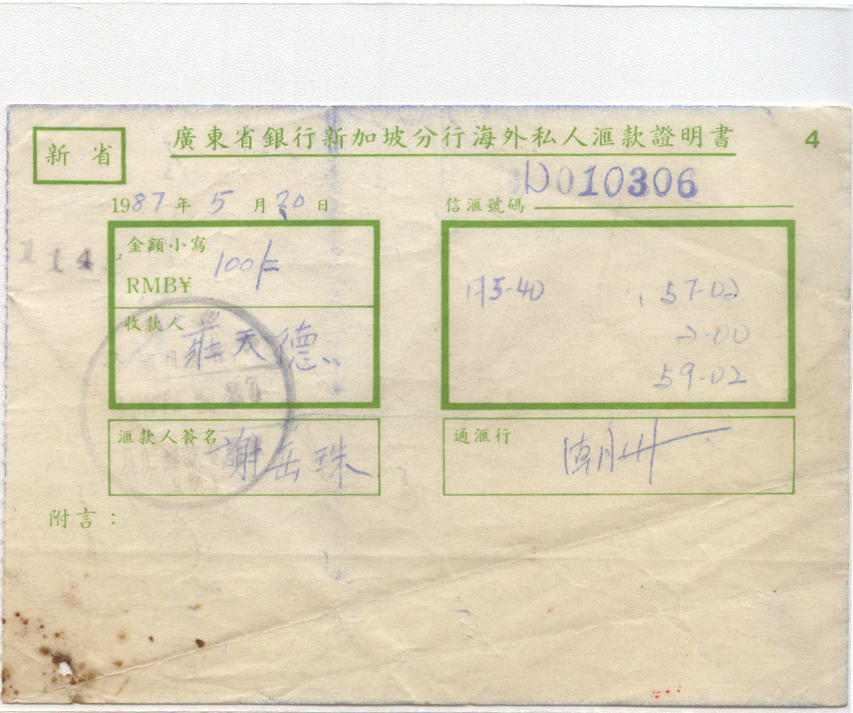 新省
廣東省銀行新加坡分行海外私人滙款證明書
4
D010306
1987年5月20日
信滙號碼
114
金額小寫
RMB¥ 100/=
收款人
莊天德
175-40 57-02
2-00
59-02
滙款人簽名
謝岳珠
通滙行
潮州
附言：